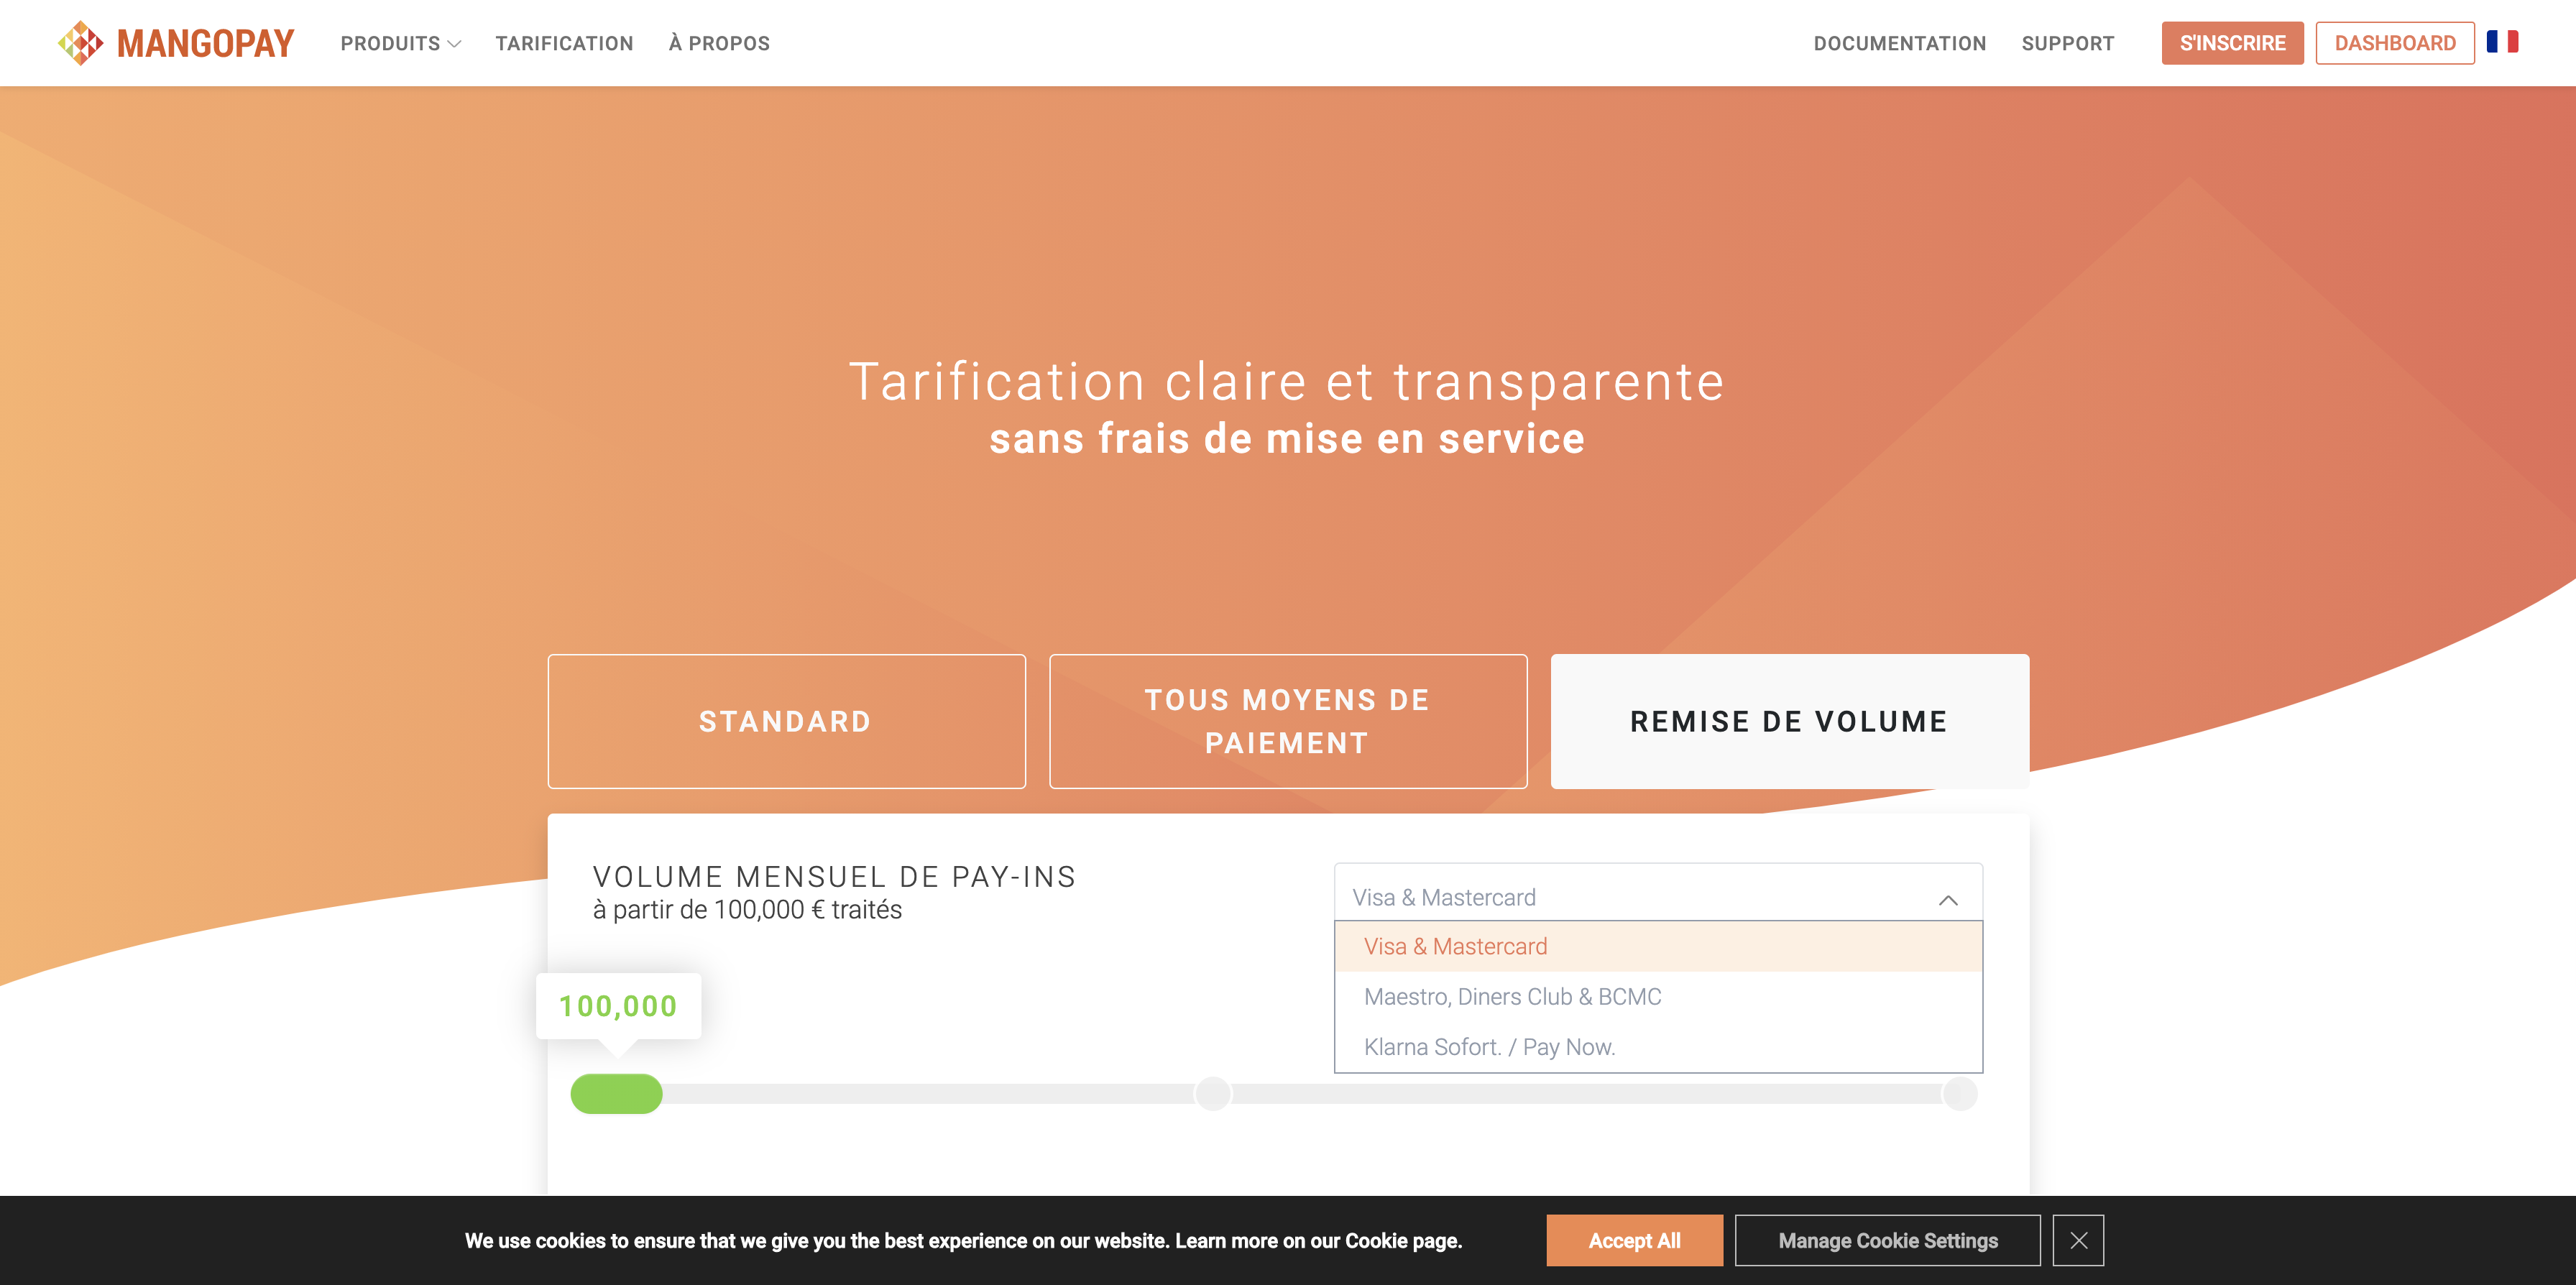 MANGOPAY
PRODUITS
TARIFICATION
À PROPOS
DOCUMENTATION
SUPPORT
S'INSCRIRE
DASHBOARD
Tarification claire et transparente
sans frais de mise en service
STANDARD
TOUS MOYENS DE
PAIEMENT
REMISE DE VOLUME
VOLUME MENSUEL DE PAY-INS
à partir de 100,000 € traités
Visa & Mastercard
Visa & Mastercard
Maestro, Diners Club & BCMC
Klarna Sofort. / Pay Now.
100,000
We use cookies to ensure that we give you the best experience on our website. Learn more on our Cookie page.
Accept All
Manage Cookie Settings